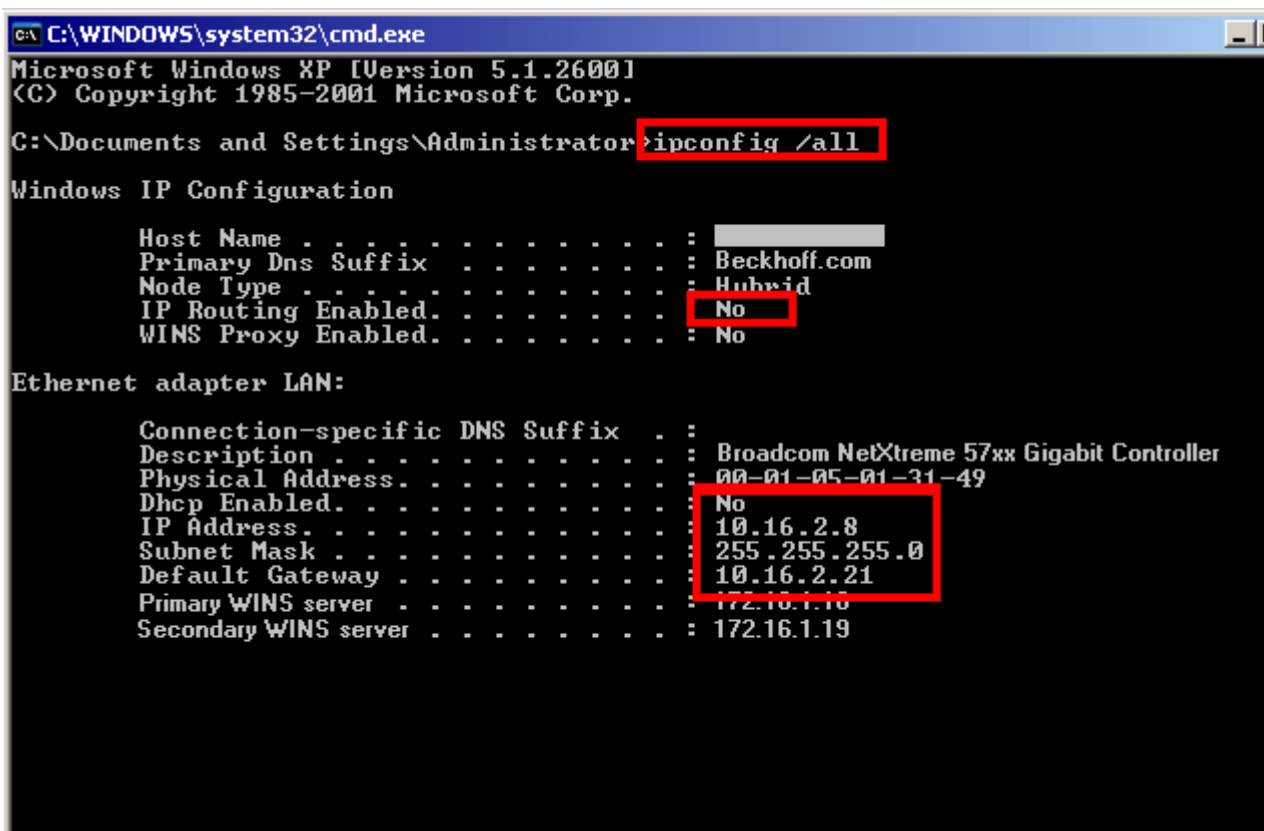 C:\WINDOWS\system32\cmd.exe
Microsoft Windows XP [Version 5.1.2600]
(C) Copyright 1985-2001 Microsoft Corp.
C:\Documents and Settings\Administrator>ipconfig /all
Windows IP Configuration
Host Name . . . . . . . . . . . . :
Primary Dns Suffix . . . . . . . : Beckhoff.com
Node Type . . . . . . . . . . . . : Hybrid
IP Routing Enabled. . . . . . . . : No
WINS Proxy Enabled. . . . . . . . : No
Ethernet adapter LAN:
Connection-specific DNS Suffix . :
Description . . . . . . . . . . . : Broadcom NetXtreme 57xx Gigabit Controller
Physical Address. . . . . . . . . : 00-01-05-01-31-49
Dhcp Enabled. . . . . . . . . . . : No
IP Address. . . . . . . . . . . . : 10.16.2.8
Subnet Mask . . . . . . . . . . . : 255.255.255.0
Default Gateway . . . . . . . . . : 10.16.2.21
Primary WINS server . . . . . . . . . :
Secondary WINS server . . . . . . . . : 172.16.1.19